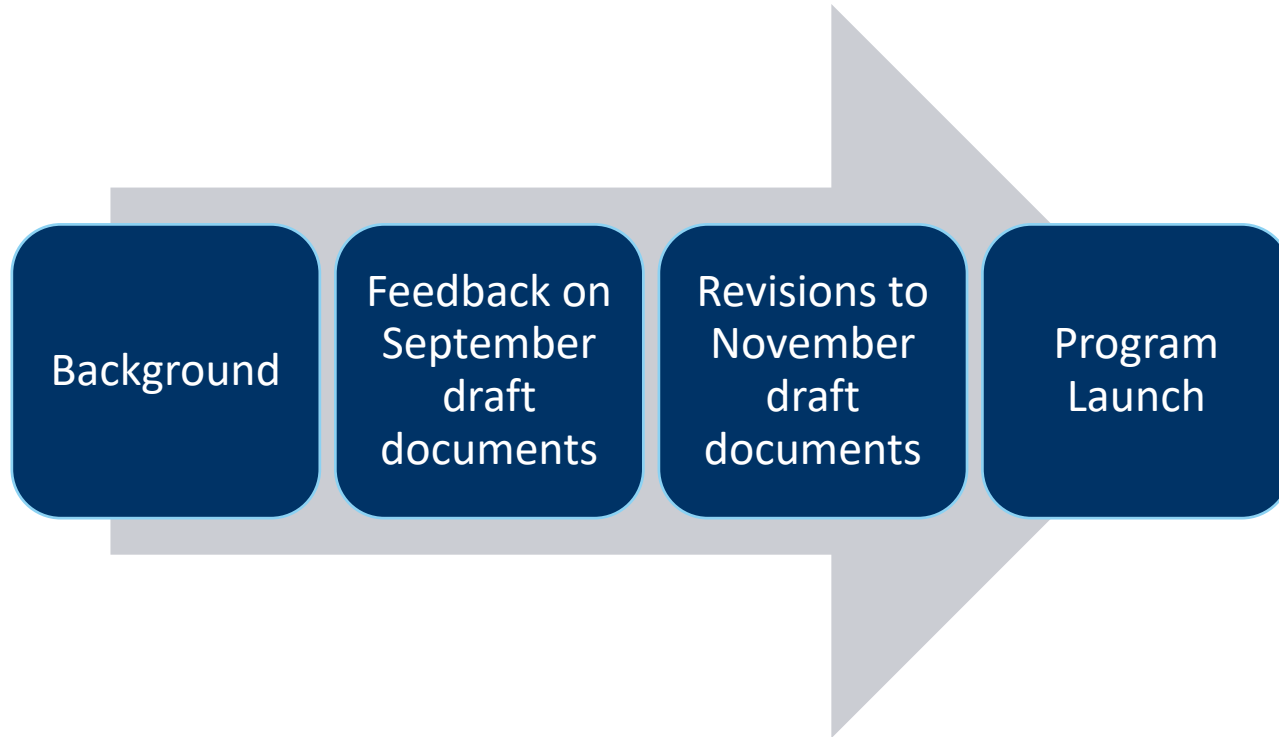 Background
Feedback on
September
draft
documents
Revisions to
November
draft
documents
Program
Launch